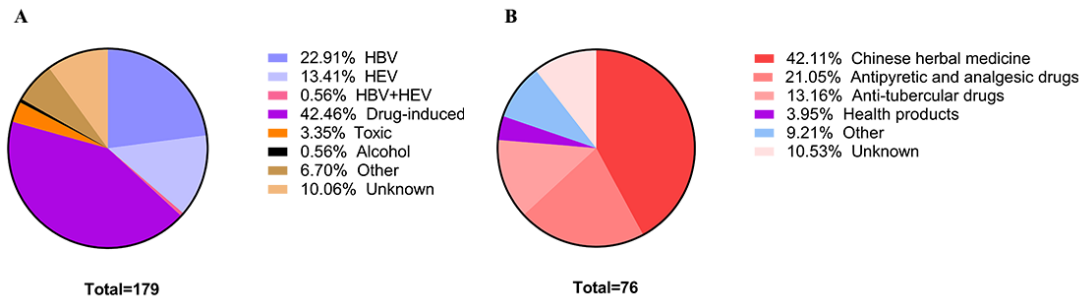 A
22.91% HBV
13.41% HEV
0.56% HBV+HEV
42.46% Drug-induced
3.35% Toxic
0.56% Alcohol
6.70% Other
10.06% Unknown
Total=179
B
42.11% Chinese herbal medicine
21.05% Antipyretic and analgesic drugs
13.16% Anti-tubercular drugs
3.95% Health products
9.21% Other
10.53% Unknown
Total=76